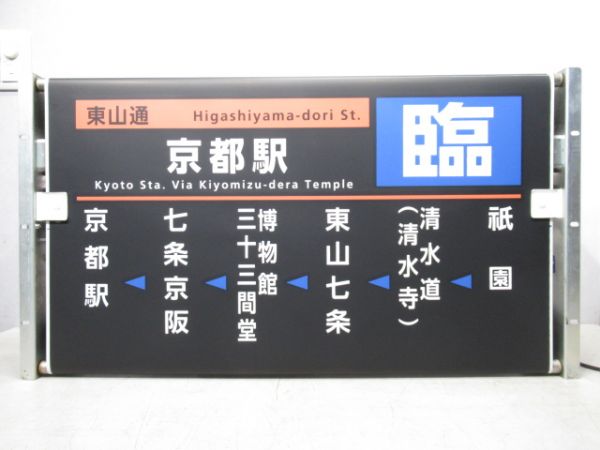 東山通 Higashiyama-dori St.
臨
京都駅
Kyoto Sta. Via Kiyomizu-dera Temple
祇園
清水道
(清水寺)
東山七条
博物館
三十三間堂
七条京阪
京都駅